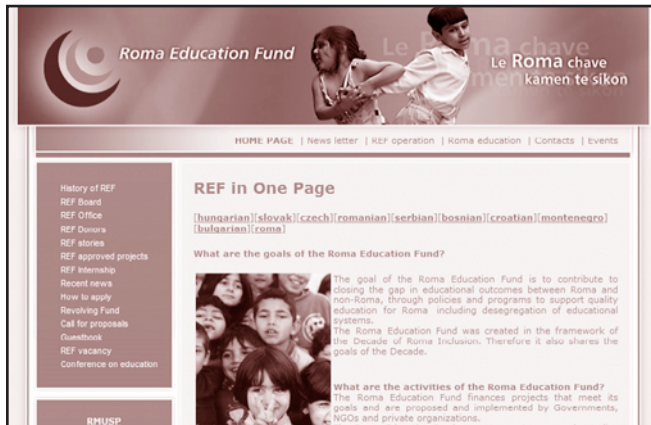 Roma Education Fund
Le Roma chave
kamen te sikon
Le Roma chave
kamen te sikon
HOME PAGE | News letter | REF operation | Roma education | Contacts | Events
History of REF
REF Board
REF Office
REF Donors
REF stories
REF approved projects
REF Internship
Recent news
How to apply
Revolving Fund
Call for proposals
Guestbook
REF vacancy
Conference on education
RMUSP
REF in One Page
[hungarian][slovak][czech][romanian][serbian][bosnian][croatian][montenegro]
[bulgarian][roma]
What are the goals of the Roma Education Fund?
The goal of the Roma Education Fund is to contribute to
closing the gap in educational outcomes between Roma and
non-Roma, through policies and programs to support quality
education for Roma including desegregation of educational
systems.
The Roma Education Fund was created in the framework of
the Decade of Roma Inclusion. Therefore it also shares the
goals of the Decade.
What are the activities of the Roma Education Fund?
The Roma Education Fund finances projects that meet its
goals and are proposed and implemented by Governments,
NGOs and private organizations.